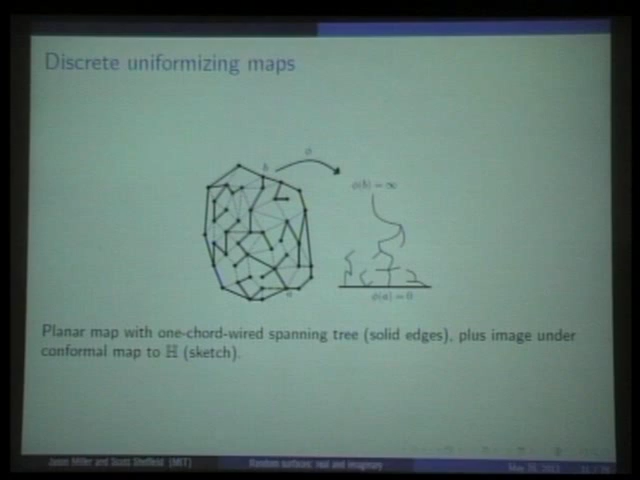 Discrete uniformizing maps
ϕ
b
ϕ(b) = ∞
a
ϕ(a) = 0
Planar map with one-chord-wired spanning tree (solid edges), plus image under
conformal map to ℍ (sketch).
Jason Miller and Scott Sheffield (MIT)
Random surfaces: real and imaginary
May